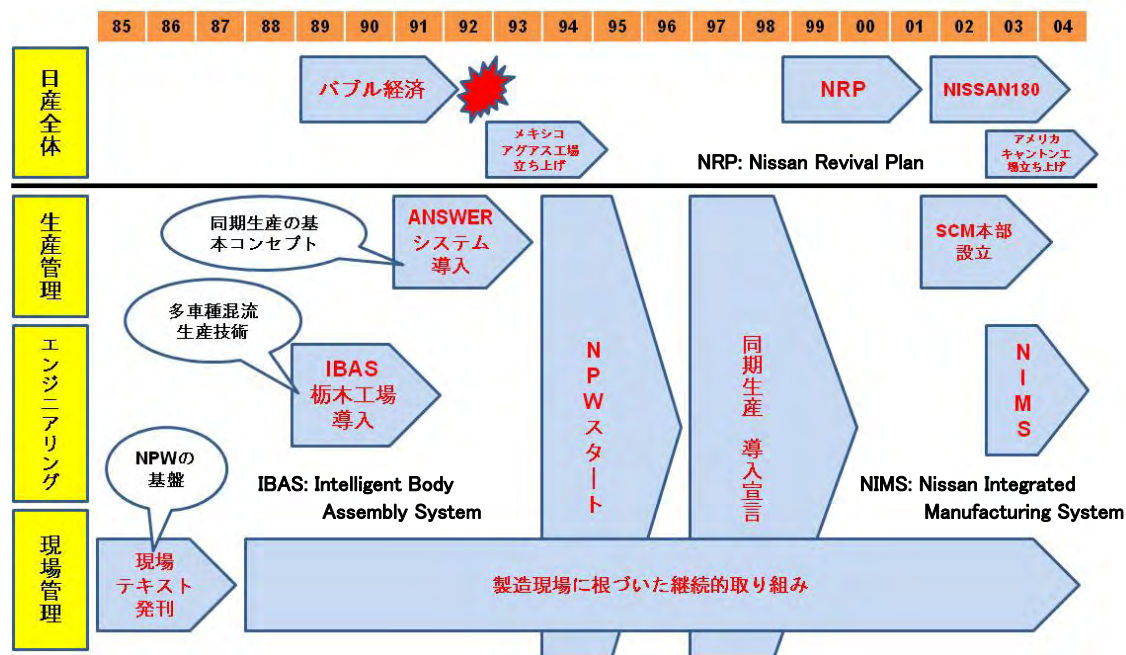 85 86 87 88 89 90 91 92 93 94 95 96 97 98 99 00 01 02 03 04
日産全体
バブル経済
メキシコ
アグアス工場
立ち上げ
NRP
NISSAN180
NRP: Nissan Revival Plan
アメリカ
キャントン工
場立ち上げ
生産管理
同期生産の基
本コンセプト
ANSWER
システム
導入
SCM本部
設立
エンジニアリング
多車種混流
生産技術
IBAS
栃木工場
導入
NPWスタート
同期生産 導入宣言
NIMS
IBAS: Intelligent Body
Assembly System
NIMS: Nissan Integrated
Manufacturing System
現場管理
NPWの
基盤
現場
テキスト
発刊
製造現場に根づいた継続的取り組み